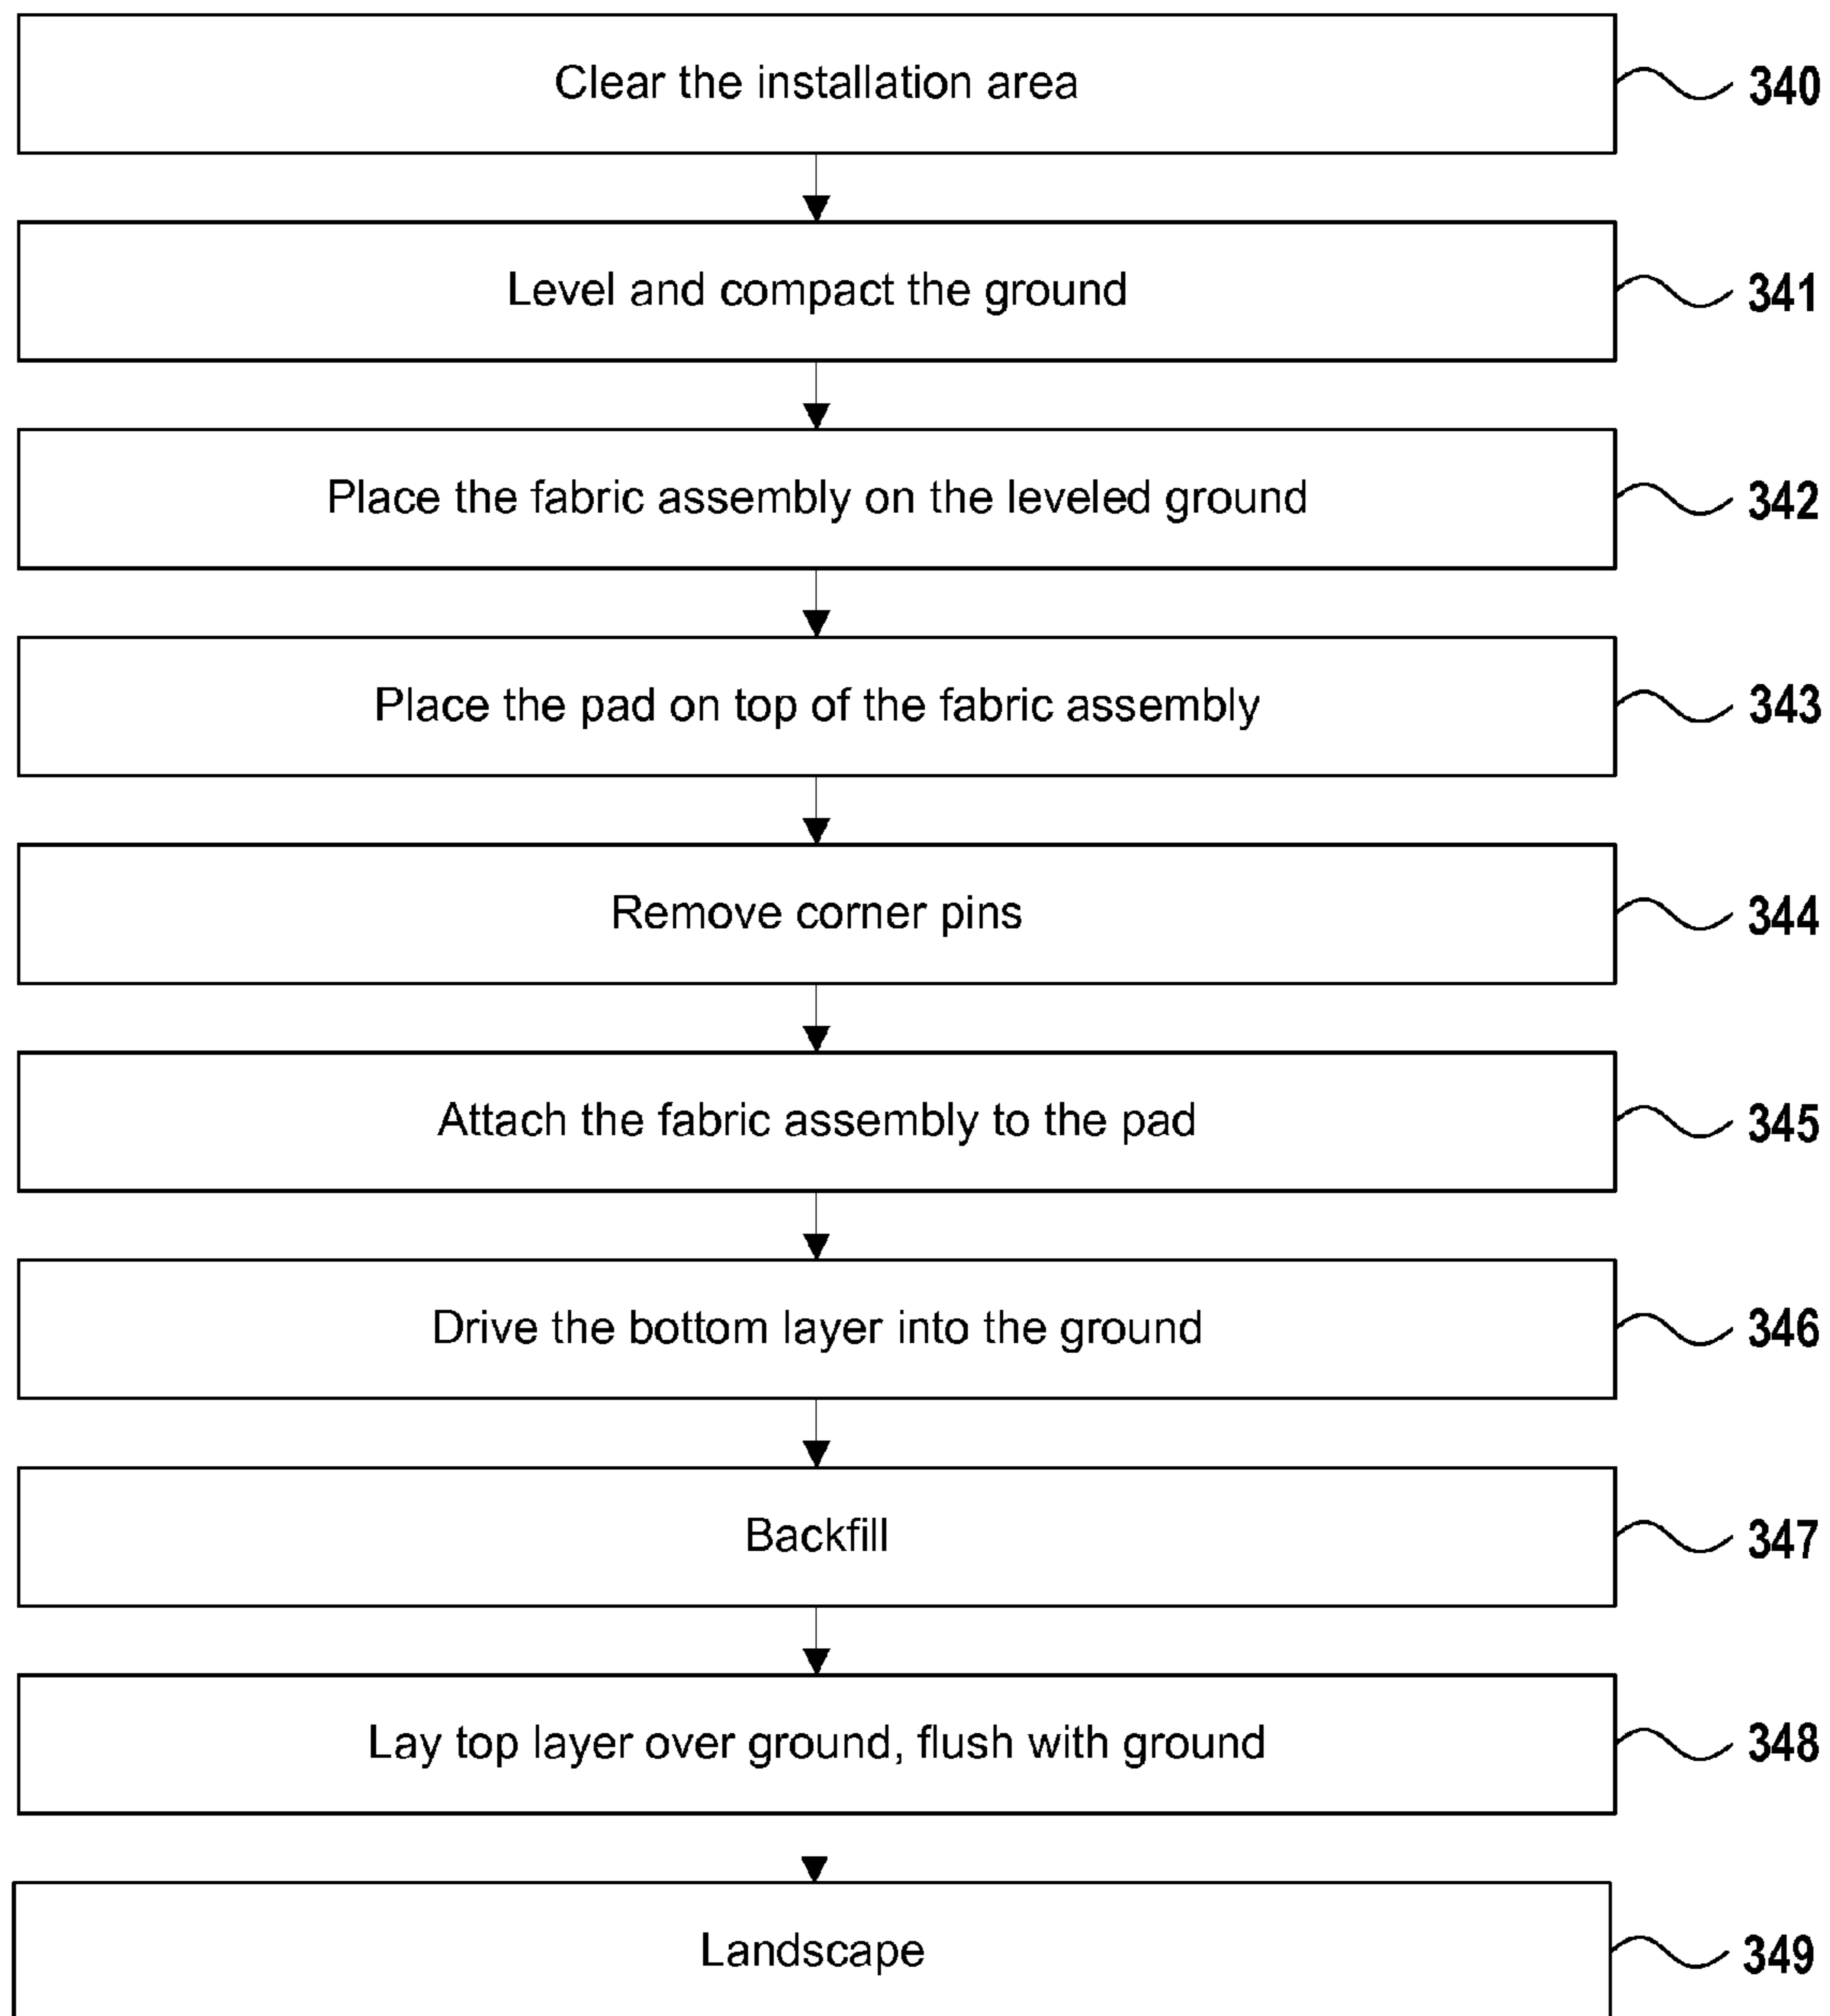 Clear the installation area 340
Level and compact the ground 341
Place the fabric assembly on the leveled ground 342
Place the pad on top of the fabric assembly 343
Remove corner pins 344
Attach the fabric assembly to the pad 345
Drive the bottom layer into the ground 346
Backfill 347
Lay top layer over ground, flush with ground 348
Landscape 349